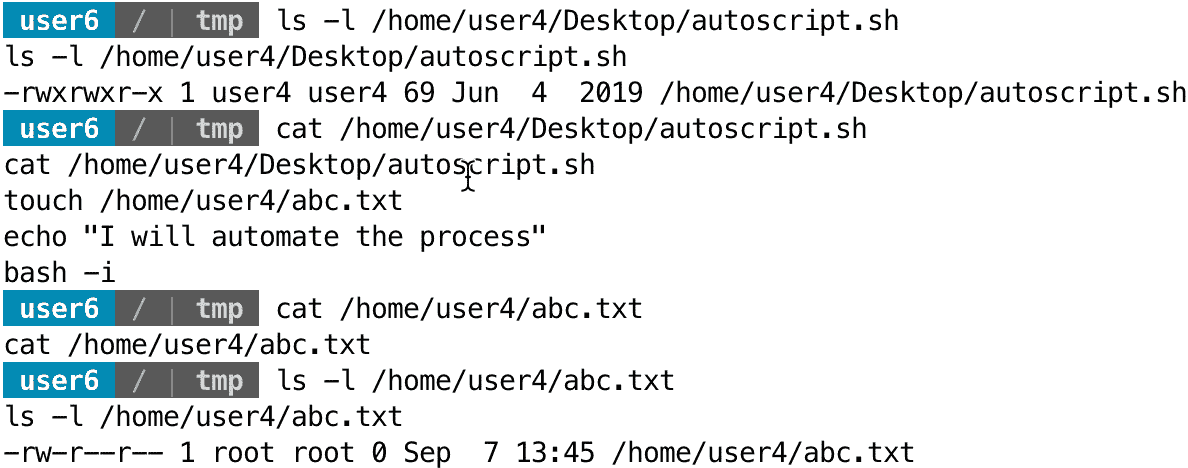 user6 / | tmp ls -l /home/user4/Desktop/autoscript.sh
ls -l /home/user4/Desktop/autoscript.sh
-rwxrwxr-x 1 user4 user4 69 Jun  4  2019 /home/user4/Desktop/autoscript.sh
user6 / | tmp cat /home/user4/Desktop/autoscript.sh
cat /home/user4/Desktop/autoscript.sh
touch /home/user4/abc.txt
echo "I will automate the process"
bash -i
user6 / | tmp cat /home/user4/abc.txt
cat /home/user4/abc.txt
user6 / | tmp ls -l /home/user4/abc.txt
ls -l /home/user4/abc.txt
-rw-r--r-- 1 root root 0 Sep  7 13:45 /home/user4/abc.txt